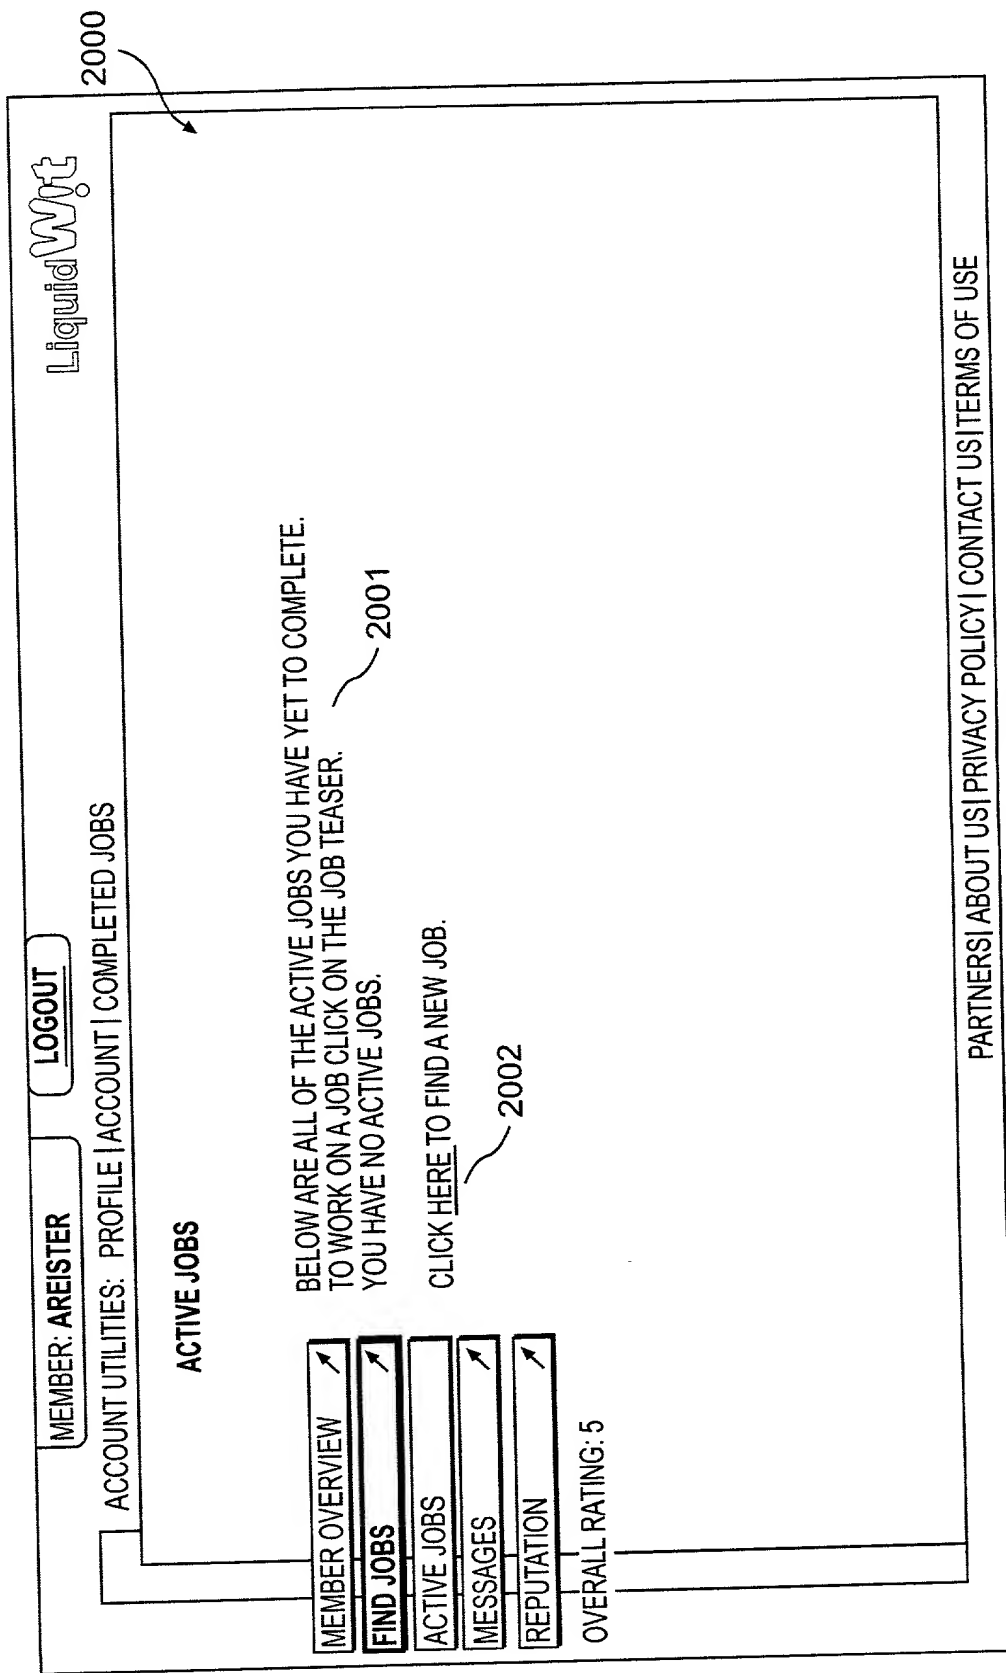 2000
LiquidWit
MEMBER: AREISTER
LOGOUT
ACCOUNT UTILITIES: PROFILE | ACCOUNT | COMPLETED JOBS
ACTIVE JOBS
MEMBER OVERVIEW
FIND JOBS
ACTIVE JOBS
MESSAGES
REPUTATION
OVERALL RATING: 5
BELOW ARE ALL OF THE ACTIVE JOBS YOU HAVE YET TO COMPLETE.
TO WORK ON A JOB CLICK ON THE JOB TEASER.
YOU HAVE NO ACTIVE JOBS.
2001
CLICK HERE TO FIND A NEW JOB.
2002
PARTNERS| ABOUT US| PRIVACY POLICY | CONTACT US|TERMS OF USE